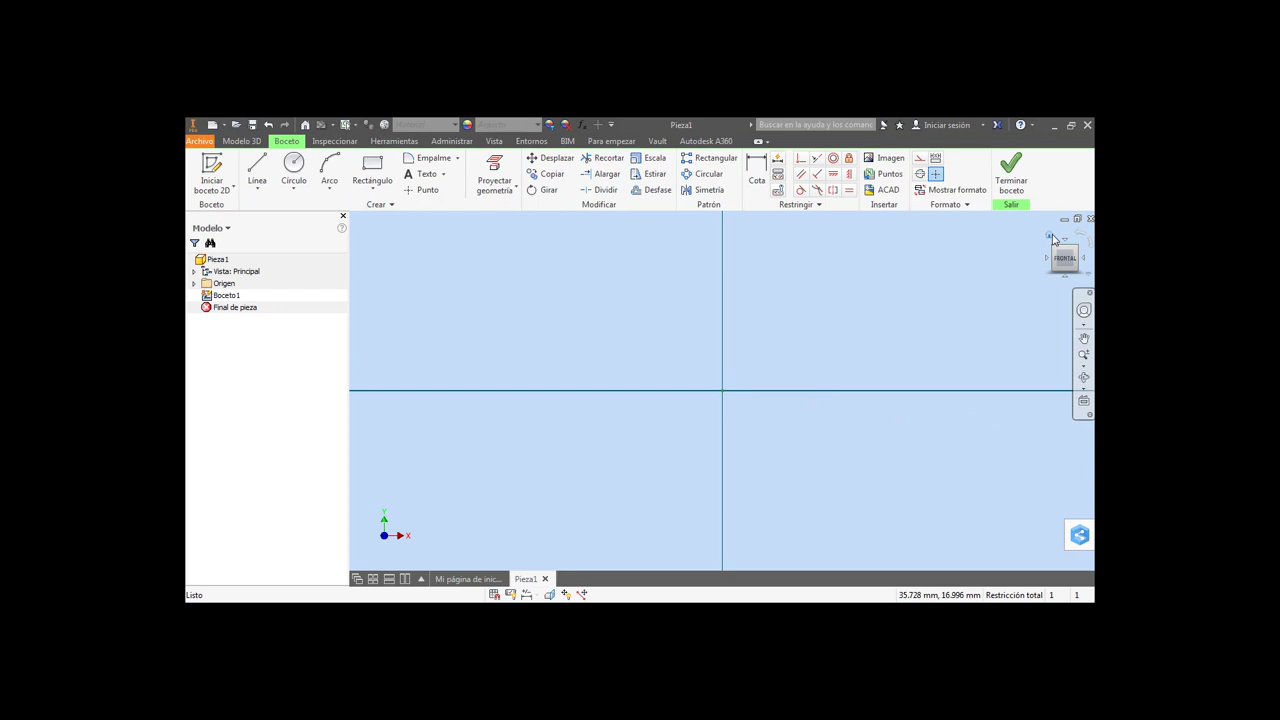 Pieza1
Buscar en la ayuda y los comanc
Iniciar sesión
Archivo Modelo 3D Boceto Inspeccionar Herramientas Administrar Vista Entornos BIM Para empezar Vault Autodesk A360
Iniciar boceto 2D
Línea
Círculo
Arco
Rectángulo
Empalme
Texto
Punto
Proyectar geometría
Desplazar
Copiar
Girar
Recortar
Alargar
Dividir
Escala
Estirar
Desfase
Rectangular
Circular
Simetría
Cota
Imagen
Puntos
ACAD
Mostrar formato
Terminar boceto
Boceto Crear Modificar Patrón Restringir Insertar Formato Salir
Modelo
Pieza1
Vista: Principal
Origen
Boceto1
Final de pieza
FRONTAL
Y
X
Mi página de inic... Pieza1
Listo
35.728 mm, 16.996 mm Restricción total 1 1